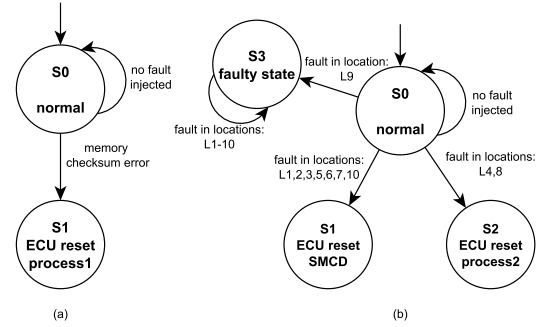 S0
normal
no fault
injected
memory
checksum error
S1
ECU reset
process1
(a)
S3
faulty state
fault in location:
L9
S0
normal
no fault
injected
fault in locations:
L1-10
fault in locations:
L1,2,3,5,6,7,10
fault in locations:
L4,8
S1
ECU reset
SMCD
S2
ECU reset
process2
(b)